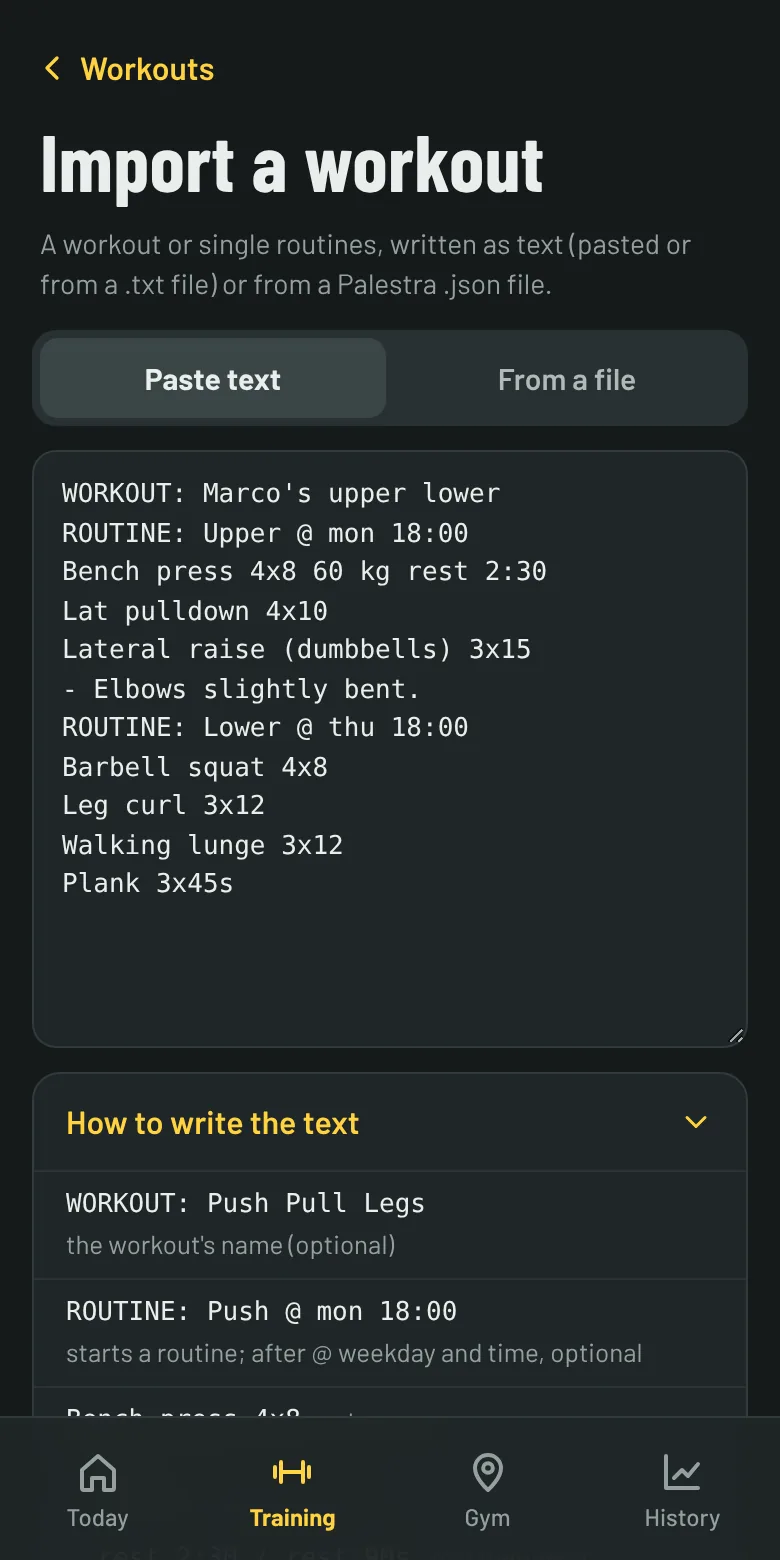 Workouts
Import a workout
A workout or single routines, written as text (pasted or
from a .txt file) or from a Palestra .json file.
Paste text
From a file
WORKOUT: Marco's upper lower
ROUTINE: Upper @ mon 18:00
Bench press 4x8 60 kg rest 2:30
Lat pulldown 4x10
Lateral raise (dumbbells) 3x15
- Elbows slightly bent.
ROUTINE: Lower @ thu 18:00
Barbell squat 4x8
Leg curl 3x12
Walking lunge 3x12
Plank 3x45s
How to write the text
WORKOUT: Push Pull Legs
the workout's name (optional)
ROUTINE: Push @ mon 18:00
starts a routine; after @ weekday and time, optional
Bench press 4x8
Today
Training
Gym
History